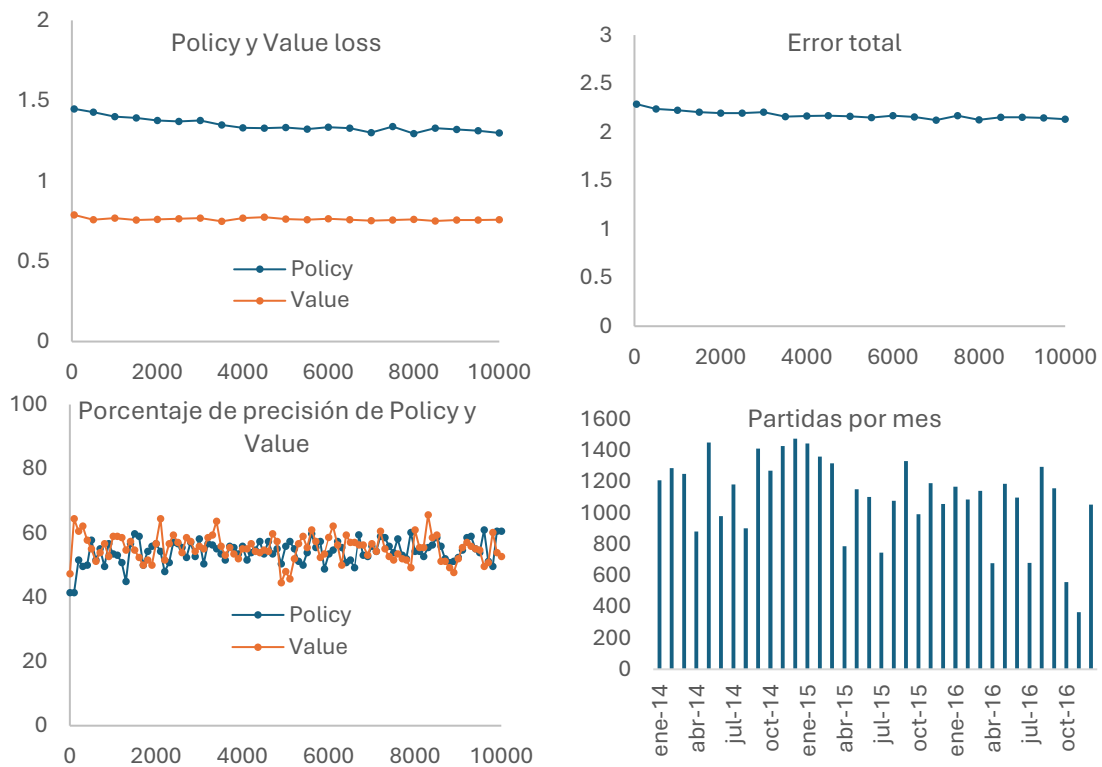 Policy y Value loss
2
1.5
1
0.5
0
Policy
Value
0 2000 4000 6000 8000 10000
Error total
3
2.5
2
1.5
1
0.5
0
0 2000 4000 6000 8000 10000
Porcentaje de precisión de Policy y
Value
100
80
60
40
20
0
Policy
Value
0 2000 4000 6000 8000 10000
Partidas por mes
1600
1400
1200
1000
800
600
400
200
0
ene-14
abr-14
jul-14
oct-14
ene-15
abr-15
jul-15
oct-15
ene-16
abr-16
jul-16
oct-16